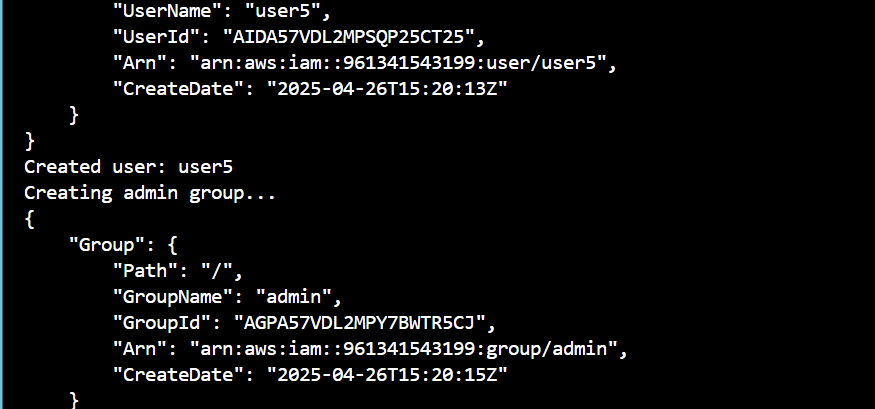 "UserName": "user5",
"UserId": "AIDA57VDL2MPSQP25CT25",
"Arn": "arn:aws:iam::961341543199:user/user5",
"CreateDate": "2025-04-26T15:20:13Z"
}
}
Created user: user5
Creating admin group...
{
"Group": {
"Path": "/",
"GroupName": "admin",
"GroupId": "AGPA57VDL2MPY7BWTR5CJ",
"Arn": "arn:aws:iam::961341543199:group/admin",
"CreateDate": "2025-04-26T15:20:15Z"
}